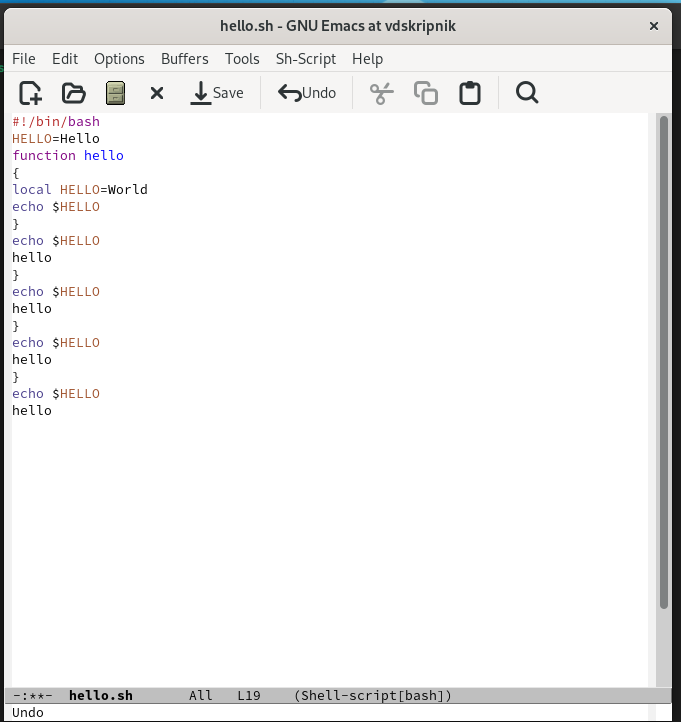 hello.sh - GNU Emacs at vdskripnik
File Edit Options Buffers Tools Sh-Script Help
Save Undo
#!/bin/bash
HELLO=Hello
function hello
{
local HELLO=World
echo $HELLO
}
echo $HELLO
hello
}
echo $HELLO
hello
}
echo $HELLO
hello
}
echo $HELLO
hello
-:**- hello.sh All L19 (Shell-script[bash])
Undo